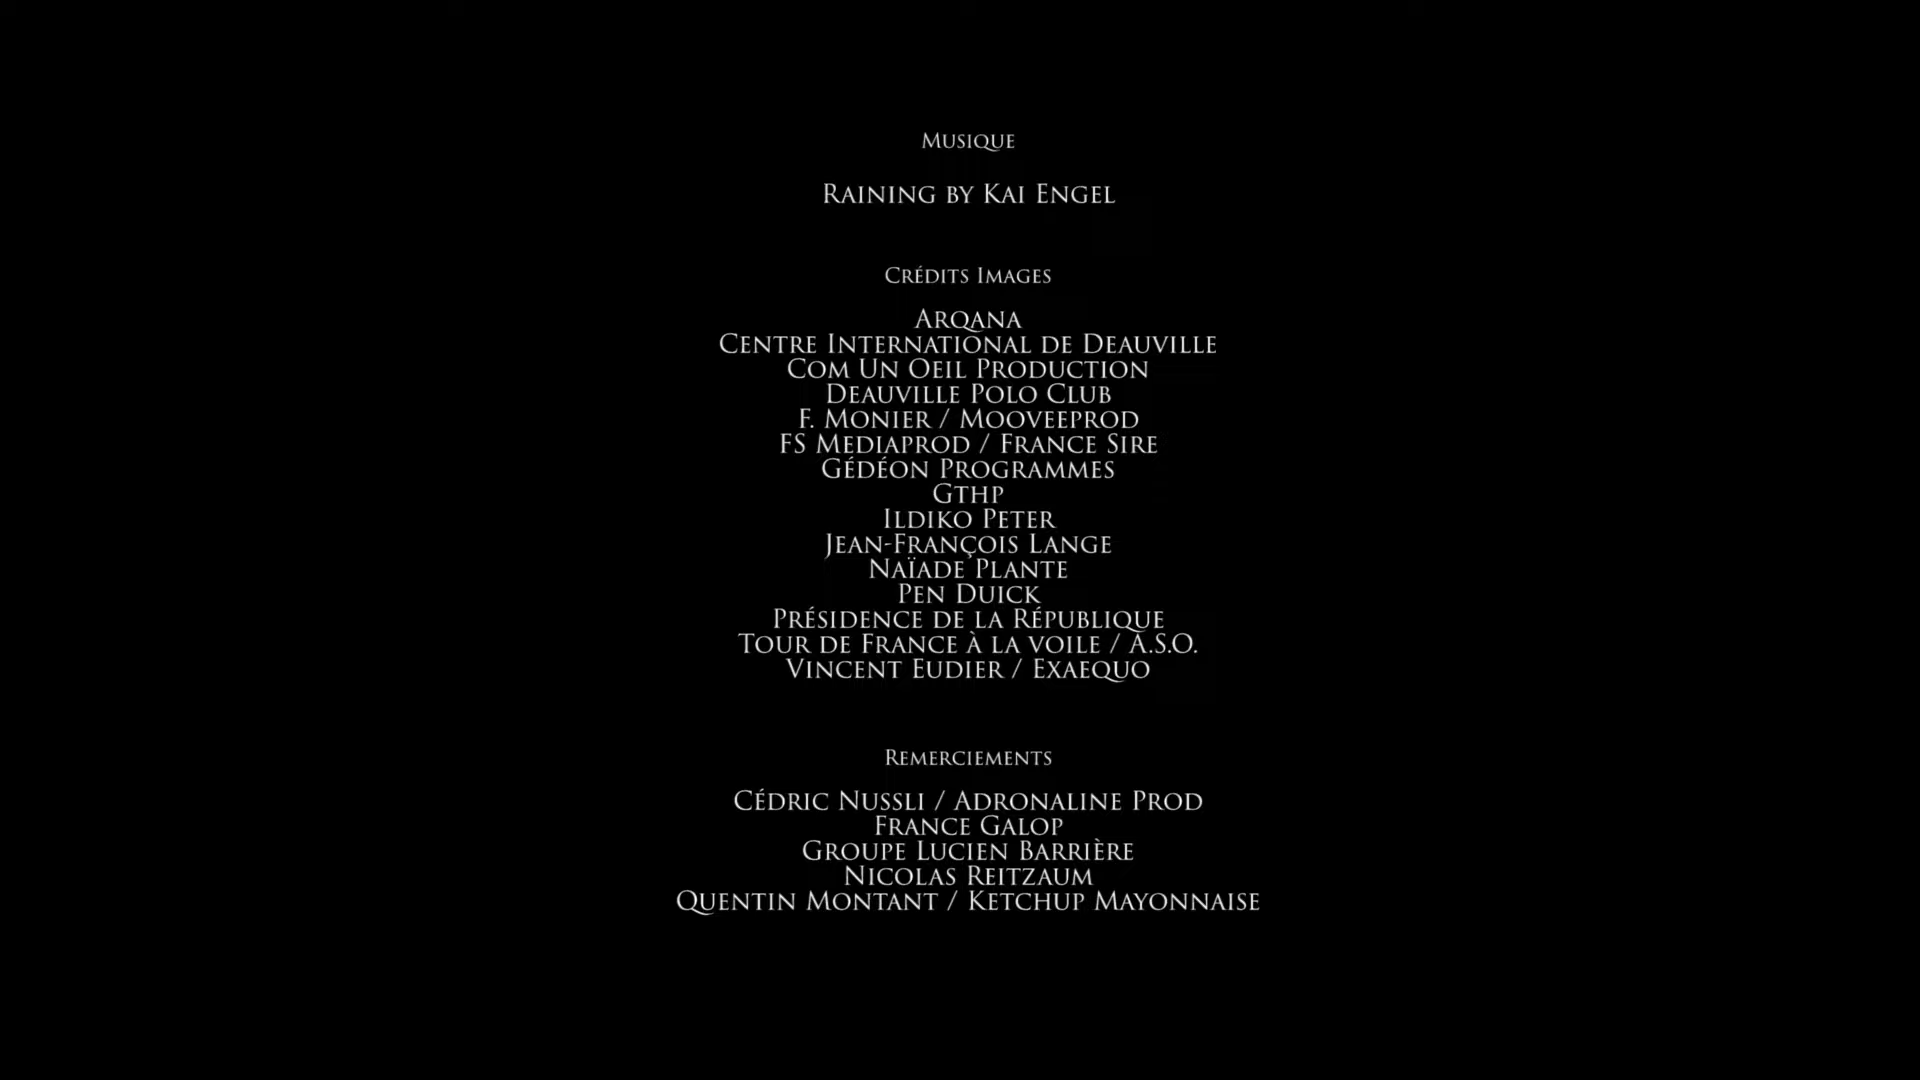 Musique
Raining by Kai Engel
Crédits Images
Arqana
Centre International de Deauville
Com Un Oeil Production
Deauville Polo Club
F. Monier / Mooveeprod
FS Mediaprod / France Sire
Gédéon Programmes
Gthp
Ildiko Peter
Jean-François Lange
Naïade Plante
Pen Duick
Présidence de la République
Tour de France à la voile / A.S.O.
Vincent Eudier / Exaequo
Remerciements
Cédric Nussli / Adronaline Prod
France Galop
Groupe Lucien Barrière
Nicolas Reitzaum
Quentin Montant / Ketchup Mayonnaise